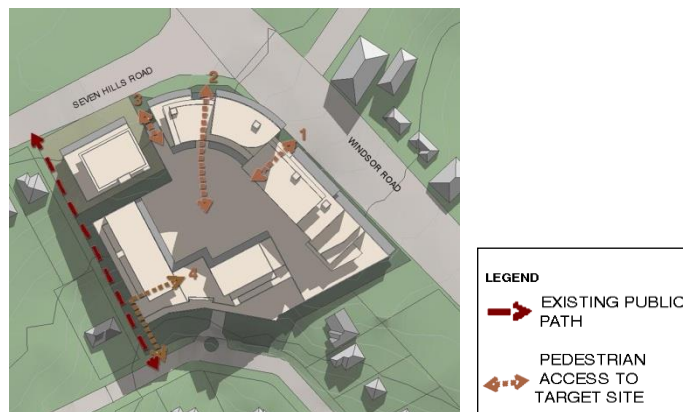 SEVEN HILLS ROAD
2
3
1
WINDSOR ROAD
4
LEGEND
EXISTING PUBLIC
PATH
PEDESTRIAN
ACCESS TO
TARGET SITE